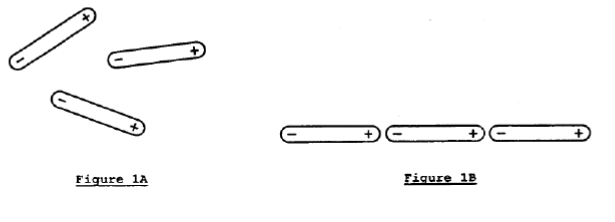 +
-
- +
-
+
- + - + - +
Figure 1A
Figure 1B